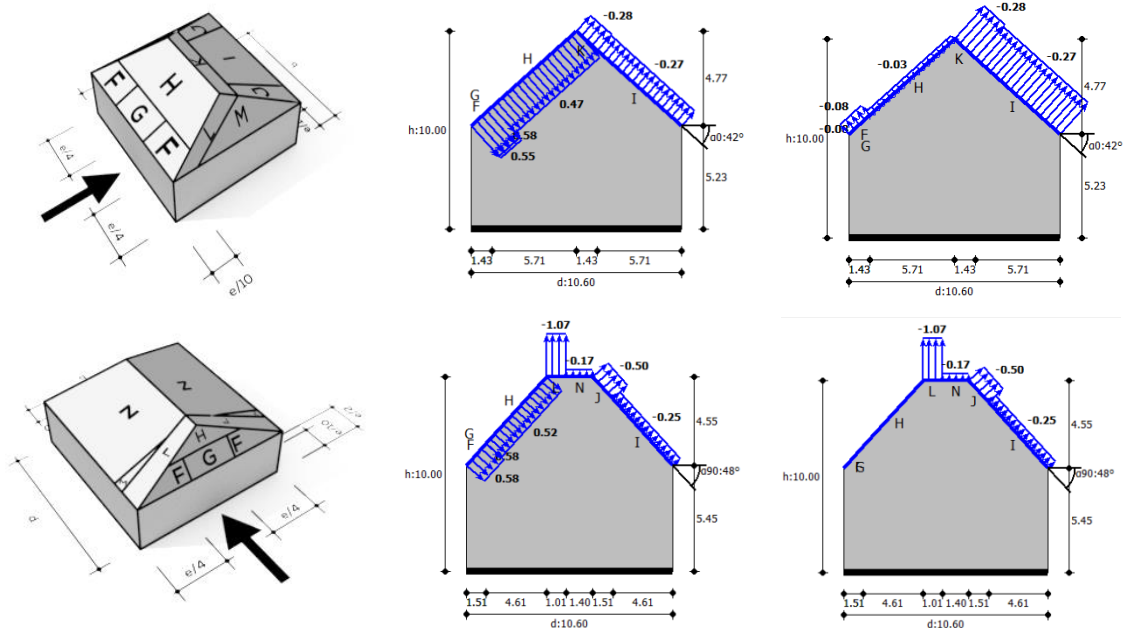 F
G
F
H
G
K
I
G
L
M
e/4
e/4
e/10
-0.28
-0.27
H
K
G
F
0.47
I
4.77
h:10.00
0.58
0.55
α0:42°
5.23
1.43 5.71 1.43 5.71
d:10.60
-0.28
-0.27
-0.03
H
K
4.77
-0.08
F
G
I
h:10.00
α0:42°
5.23
1.43 5.71 1.43 5.71
d:10.60
N
N
H
L
F
G
F
d
e/4
e/4
-1.07
-0.17
-0.50
H
N
J
G
F
0.52
-0.25
4.55
I
0.58
0.58
h:10.00
α90:48°
5.45
1.51 4.61 1.01 1.40 1.51 4.61
d:10.60
-1.07
-0.17
-0.50
L N J
H
-0.25
4.55
I
h:10.00
α90:48°
5.45
1.51 4.61 1.01 1.40 1.51 4.61
d:10.60